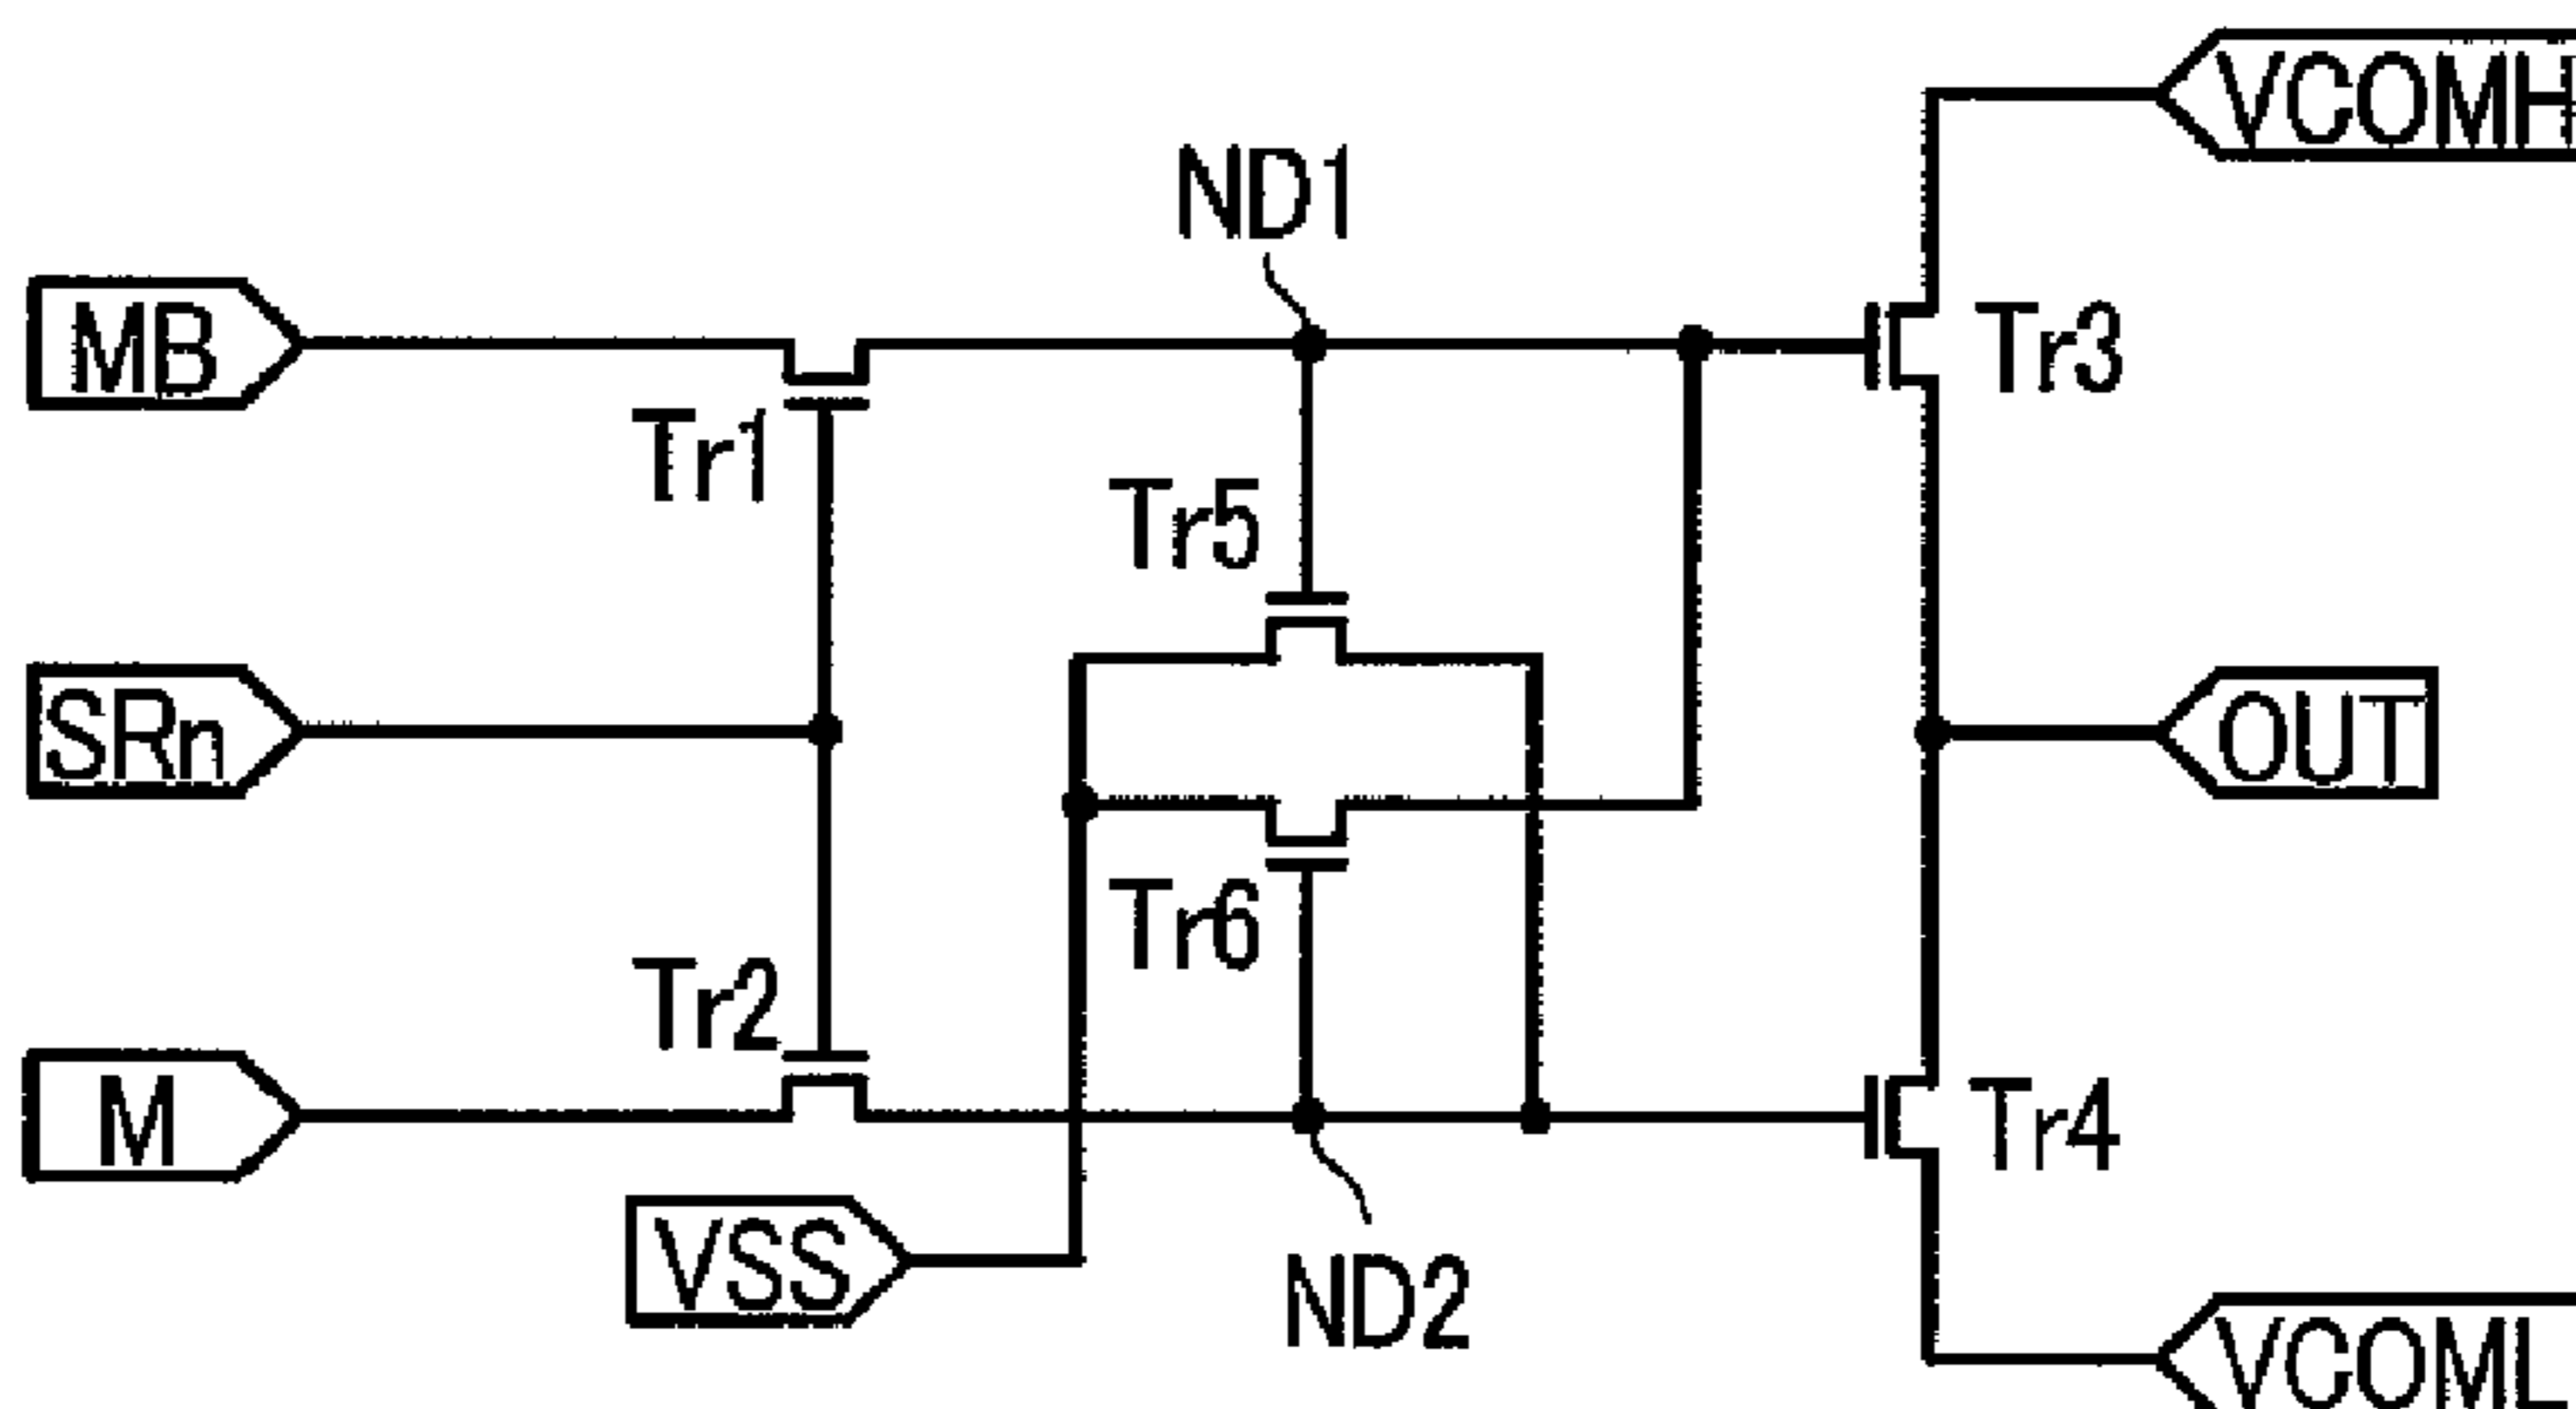 VCOMH
ND1
MB
Tr3
Tr1
Tr5
SRn
OUT
Tr6
Tr2
M
Tr4
VSS
ND2
VCOML